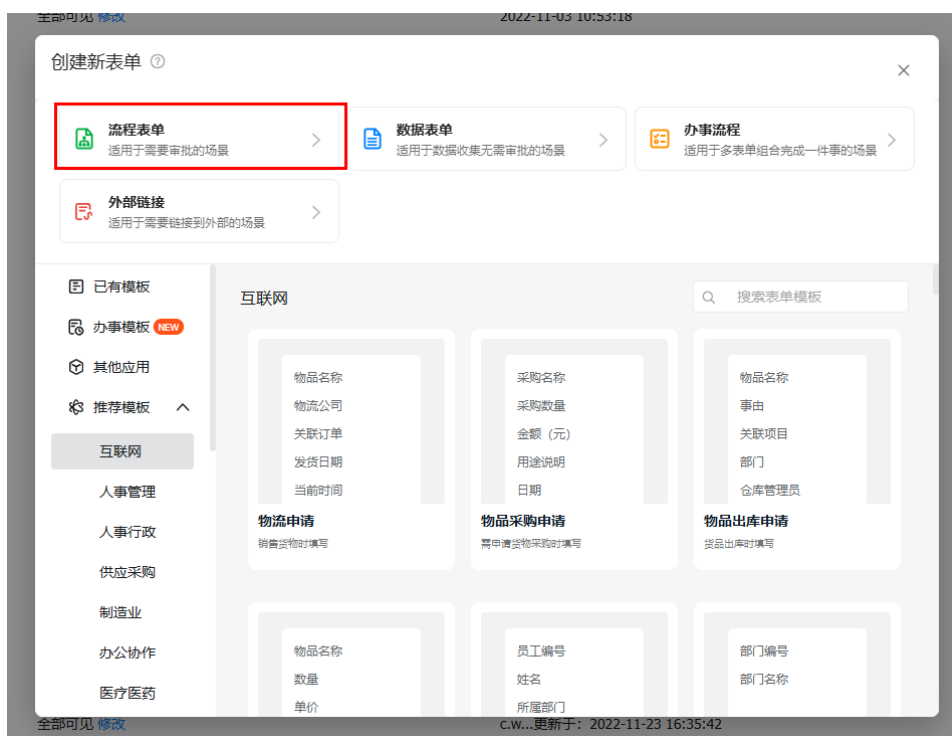 全部可见 修改 2022-11-03 10:53:18
创建新表单
流程表单
适用于需要审批的场景
数据表单
适用于数据收集无需审批的场景
办事流程
适用于多表单组合完成一件事的场景
外部链接
适用于需要链接到外部的场景
已有模板
办事模板 NEW
其他应用
推荐模板
互联网
人事管理
人事行政
供应采购
制造业
办公协作
医疗医药
互联网
搜索表单模板
物品名称
物流公司
关联订单
发货日期
当前时间
物流申请
销售货物时填写
采购名称
采购数量
金额（元）
用途说明
日期
物品采购申请
需申请货物采购时填写
物品名称
事由
关联项目
部门
仓库管理员
物品出库申请
货品出库时填写
物品名称
数量
单价
员工编号
姓名
所属部门
部门编号
部门名称
全部可见 修改 c.w...更新于：2022-11-23 16:35:42